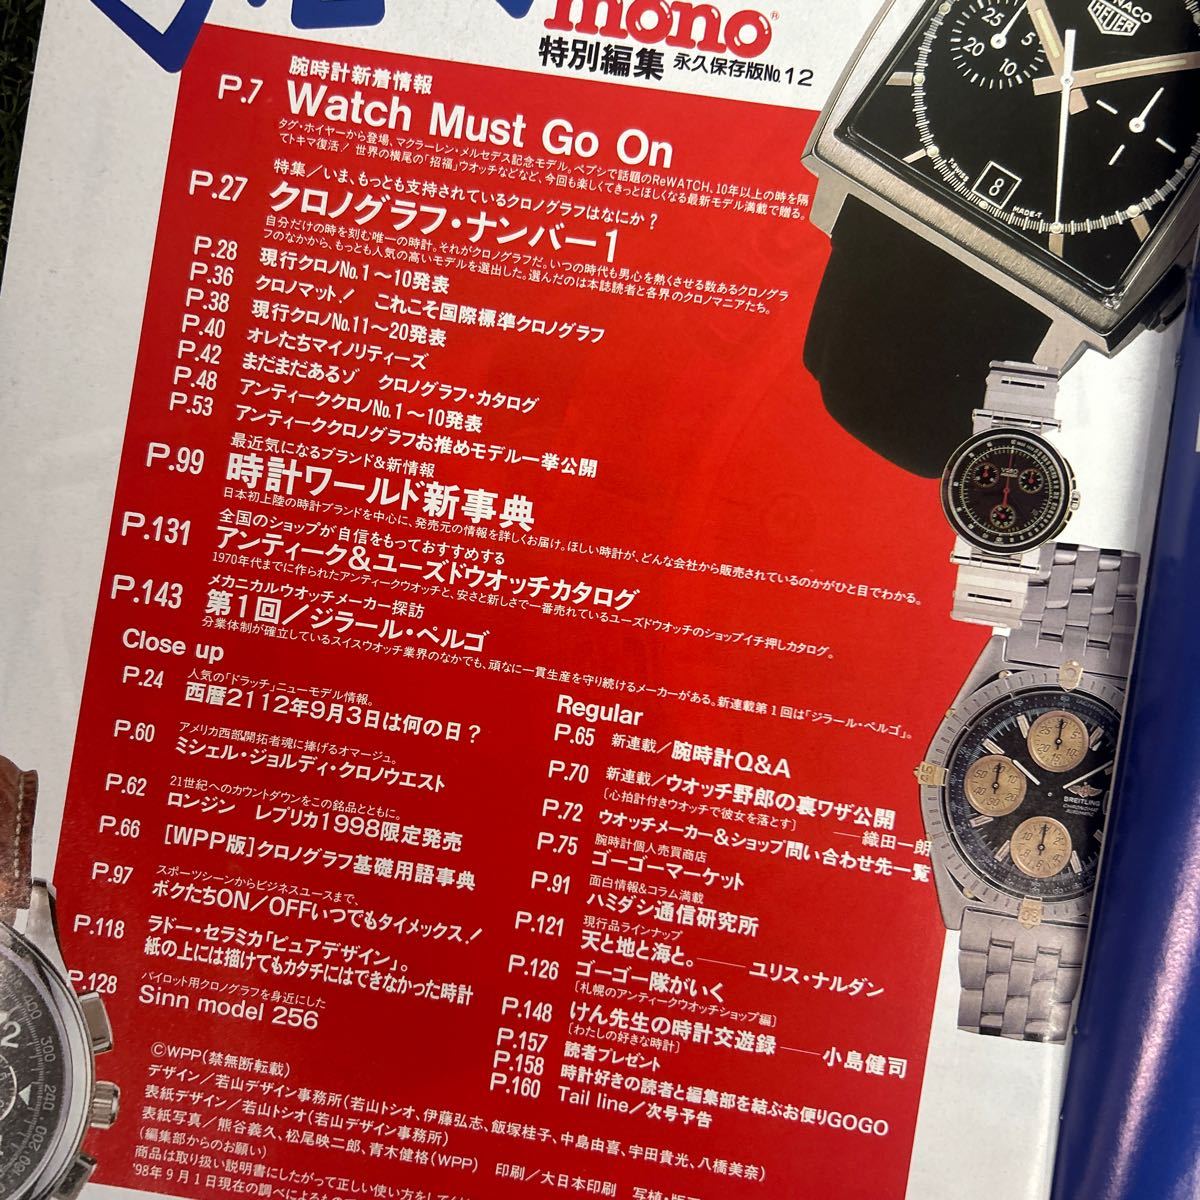 mono®
特別編集 永久保存版No.12
腕時計新着情報
P.7 Watch Must Go On
タグ・ホイヤーから登場、マクラーレン・メルセデス記念モデル。ペプシで話題のReWATCH、10年以上の時を隔
てトキマ復活!世界の横尾の「招福」ウオッチなどなど、今回も楽しくてきっとほしくなる最新モデル満載で贈る。
特集/いま、もっとも支持されているクロノグラフはなにか?
P.27 クロノグラフ・ナンバー1
自分だけの時を刻む唯一の時計。それがクロノグラフだ。いつの時代も男心を熱くさせる数あるクロノグラ
フのなかから、もっとも人気の高いモデルを選出した。選んだのは本誌読者と各界のクロノマニアたち。
P.28 現行クロノNo.1〜10発表
P.36 クロノマット! これこそ国際標準クロノグラフ
P.38 現行クロノNo.11〜20発表
P.40 オレたちマイノリティーズ
P.42 まだまだあるゾ クロノグラフ・カタログ
P.48 アンティーククロノNo.1〜10発表
P.53 アンティーククロノグラフお推めモデル一挙公開
最近気になるブランド&新情報
P.99 時計ワールド新事典
日本初上陸の時計ブランドを中心に、発売元の情報を詳しくお届け。ほしい時計が、どんな会社から販売されているのかがひと目でわかる。
全国のショップが自信をもっておすすめする
P.131 アンティーク&ユーズドウオッチカタログ
1970年代までに作られたアンティークウオッチと、安さと新しさで一番売れているユーズドウオッチのショップイチ押しカタログ。
メカニカルウオッチメーカー探訪
P.143 第1回/ジラール・ペルゴ
分業体制が確立しているスイスウオッチ業界のなかでも、頑なに一貫生産を守り続けるメーカーがある。新連載第1回は「ジラール・ペルゴ」。
Close up
人気の「ドラッチ」ニューモデル情報。
P.24 西暦2112年9月3日は何の日?
アメリカ西部開拓者魂に捧げるオマージュ。
P.60 ミシェル・ジョルディ・クロノウエスト
21世紀へのカウントダウンをこの銘品とともに。
P.62 ロンジン レプリカ1998限定発売
P.66 [WPP版]クロノグラフ基礎用語事典
スポーツシーンからビジネスユースまで、
P.97 ボクたちON/OFFいつでもタイメックス!
P.118 ラドー・セラミカ「ピュアデザイン」。
紙の上には描けてもカタチにはできなかった時計
パイロット用クロノグラフを身近にした
P.128 Sinn model 256
Regular
P.65 新連載/腕時計Q&A
P.70 新連載/ウオッチ野郎の裏ワザ公開
[心拍計付きウオッチで彼女を落とす] ——織田一朗
P.72 ウオッチメーカー&ショップ問い合わせ先一覧
腕時計個人売買商店
P.75 ゴーゴーマーケット
面白情報&コラム満載
P.91 ハミダシ通信研究所
現行品ラインナップ
P.121 天と地と海と。——ユリス・ナルダン
P.126 ゴーゴー隊がいく
[札幌のアンティークウオッチショップ編]
P.148 けん先生の時計交遊録——小島健司
[わたしの好きな時計]
P.157 読者プレゼント
P.158 時計好きの読者と編集部を結ぶお便りGOGO
P.160 Tail line/次号予告
©WPP(禁無断転載)
デザイン/若山デザイン事務所(若山トシオ、伊藤弘志、飯塚桂子、中島由喜、宇田貴光、八橋美奈)
表紙デザイン/若山トシオ(若山デザイン事務所)
表紙写真/熊谷義久、松尾映二郎、青木健格(WPP) 印刷/大日本印刷 写植・版
(編集部からのお願い)
商品は取り扱い説明書にしたがって正しい使い方をしてく
'98年9月1日現在の調べによるもの
HEUER
8
SWISS
MADE-T
BREITLING
CHRONOMAT
AUTOMATIC